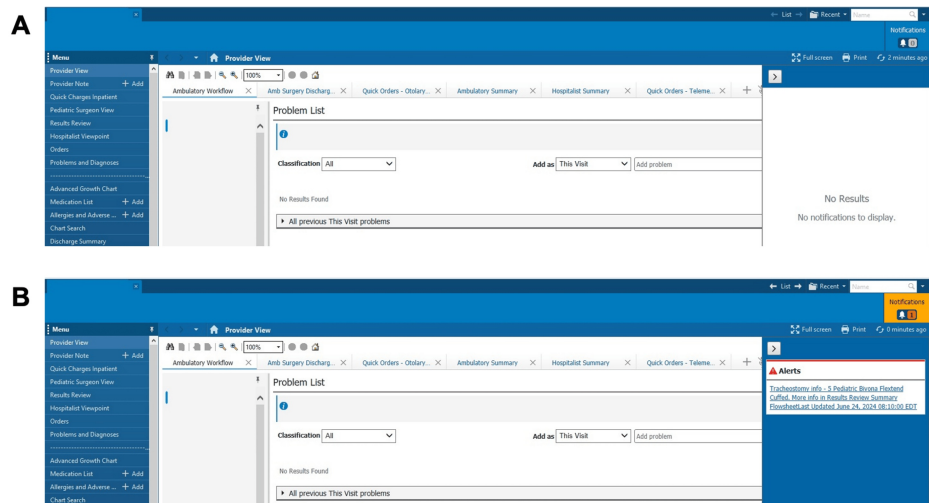 A
List
Recent
Name
Notifications
0
Menu
Provider View
Full screen
Print
2 minutes ago
Provider View
Provider Note + Add
Quick Charges Inpatient
Pediatric Surgeon View
Results Review
Hospitalist Viewpoint
Orders
Problems and Diagnoses
Advanced Growth Chart
Medication List + Add
Allergies and Adverse ... + Add
Chart Search
Discharge Summary
100%
Ambulatory Workflow
Amb Surgery Discharg...
Quick Orders - Otolary...
Ambulatory Summary
Hospitalist Summary
Quick Orders - Teleme...
Problem List
Classification All
Add as This Visit
Add problem
No Results Found
All previous This Visit problems
No Results
No notifications to display.
B
List
Recent
Name
Notifications
1
Menu
Provider View
Full screen
Print
0 minutes ago
Provider View
Provider Note + Add
Quick Charges Inpatient
Pediatric Surgeon View
Results Review
Hospitalist Viewpoint
Orders
Problems and Diagnoses
Advanced Growth Chart
Medication List + Add
Allergies and Adverse ... + Add
Chart Search
100%
Ambulatory Workflow
Amb Surgery Discharg...
Quick Orders - Otolary...
Ambulatory Summary
Hospitalist Summary
Quick Orders - Teleme...
Problem List
Classification All
Add as This Visit
Add problem
No Results Found
All previous This Visit problems
Alerts
Tracheostomy info - 5 Pediatric Bivona Flextend
Cuffed. More info in Results Review Summary
FlowsheetLast Updated June 24, 2024 08:10:00 EDT